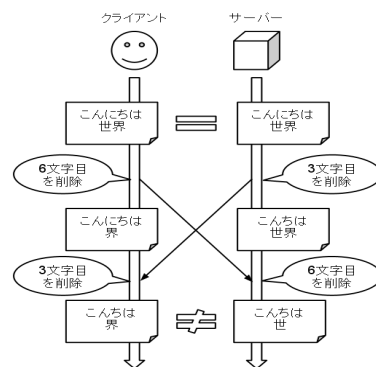 クライアント
サーバー
こんにちは
世界
こんにちは
世界
6文字目
を削除
3文字目
を削除
こんにちは
界
こんちは
世界
3文字目
を削除
6文字目
を削除
こんちは
界
こんちは
世